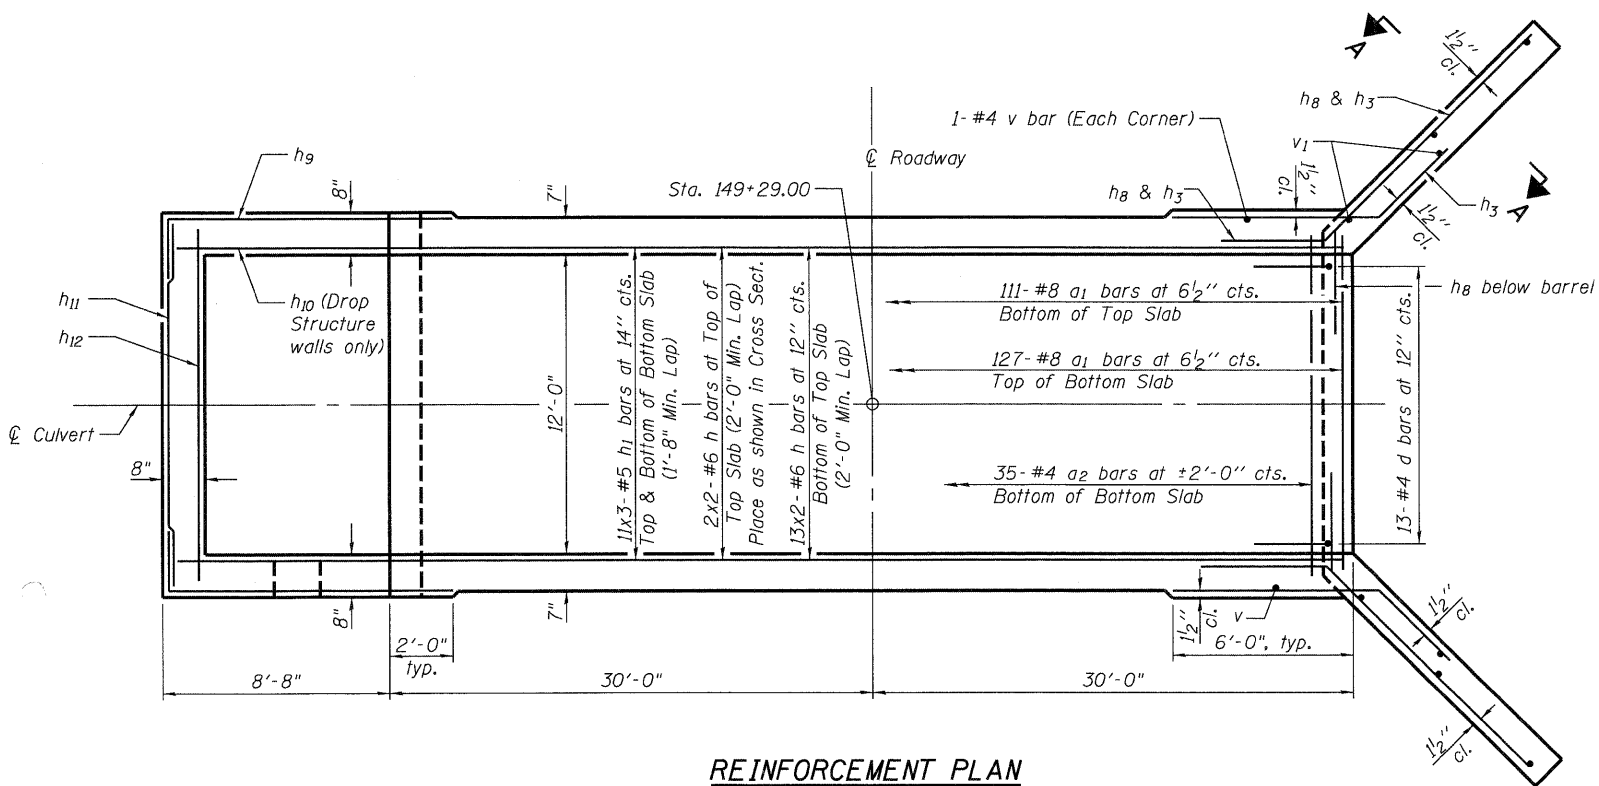 A
1½"
cl.
h8 & h3
1-#4 v bar (Each Corner)
v1
℄ Roadway
h9
8"
7"
Sta. 149+29.00
h8 & h3
1½"
cl.
1½"
cl.
h3
A
h11
h12
h10 (Drop
Structure
walls only)
11x3-#5 h1 bars at 14" cts.
Top & Bottom of Bottom Slab
(1'-8" Min. Lap)
2x2-#6 h bars at Top of
Top Slab (2'-0" Min. Lap)
Place as shown in Cross Sect.
13x2-#6 h bars at 12" cts.
Bottom of Top Slab
(2'-0" Min. Lap)
111-#8 a1 bars at 6½" cts.
Bottom of Top Slab
h8 below barrel
127-#8 a1 bars at 6½" cts.
Top of Bottom Slab
13-#4 d bars at 12" cts.
12'-0"
℄ Culvert
8"
35-#4 a2 bars at ±2'-0" cts.
Bottom of Bottom Slab
8"
7"
1½"
cl.
v
1½"
cl.
2'-0"
typ.
6'-0", typ.
8'-8"
30'-0"
30'-0"
1½"
cl.
REINFORCEMENT PLAN